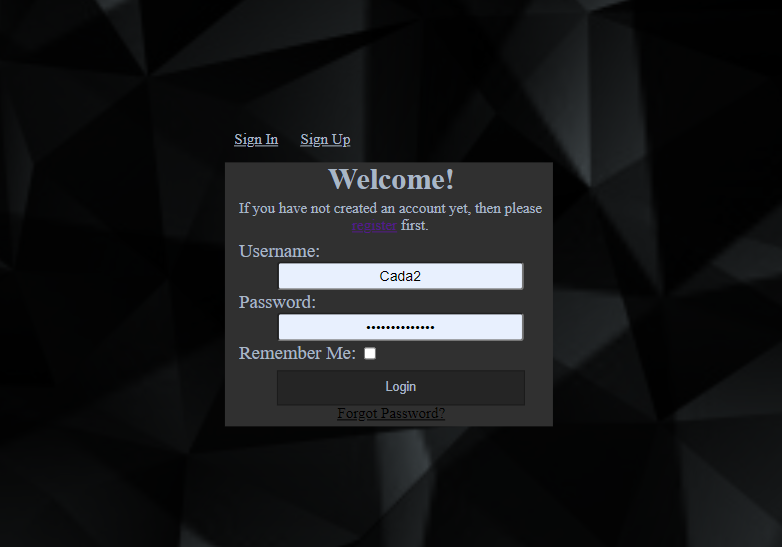 Sign In Sign Up
Welcome!
If you have not created an account yet, then please
register first.
Username:
Cada2
Password:
••••••••••••••
Remember Me:
Login
Forgot Password?